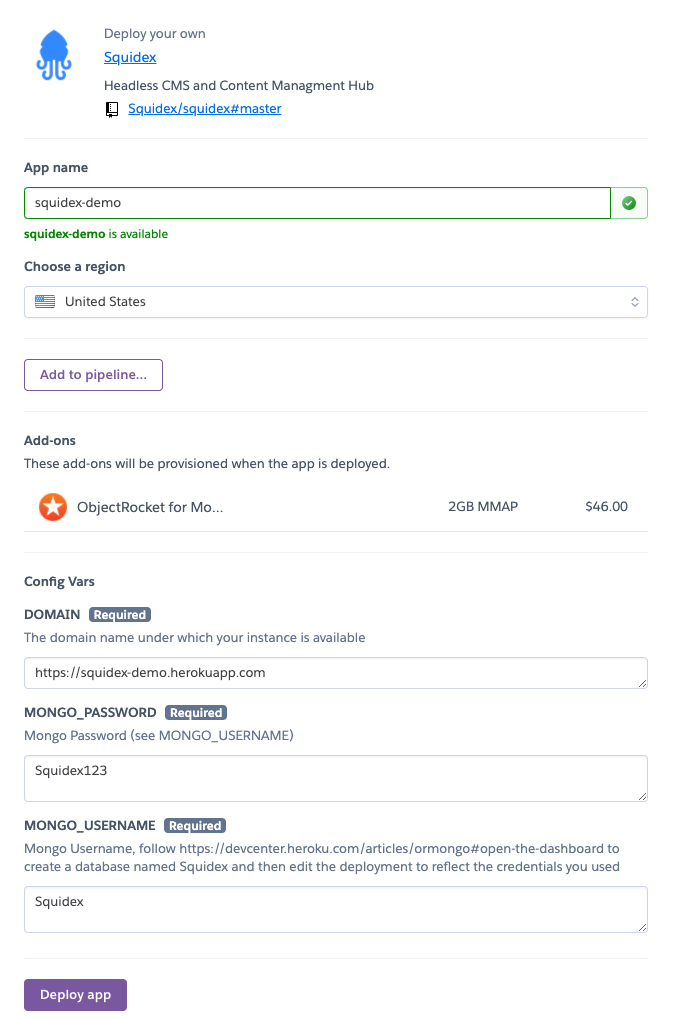 Deploy your own
Squidex
Headless CMS and Content Managment Hub
Squidex/squidex#master
App name
squidex-demo
squidex-demo is available
Choose a region
United States
Add to pipeline...
Add-ons
These add-ons will be provisioned when the app is deployed.
ObjectRocket for Mo... 2GB MMAP $46.00
Config Vars
DOMAIN Required
The domain name under which your instance is available
https://squidex-demo.herokuapp.com
MONGO_PASSWORD Required
Mongo Password (see MONGO_USERNAME)
Squidex123
MONGO_USERNAME Required
Mongo Username, follow https://devcenter.heroku.com/articles/ormongo#open-the-dashboard to
create a database named Squidex and then edit the deployment to reflect the credentials you used
Squidex
Deploy app